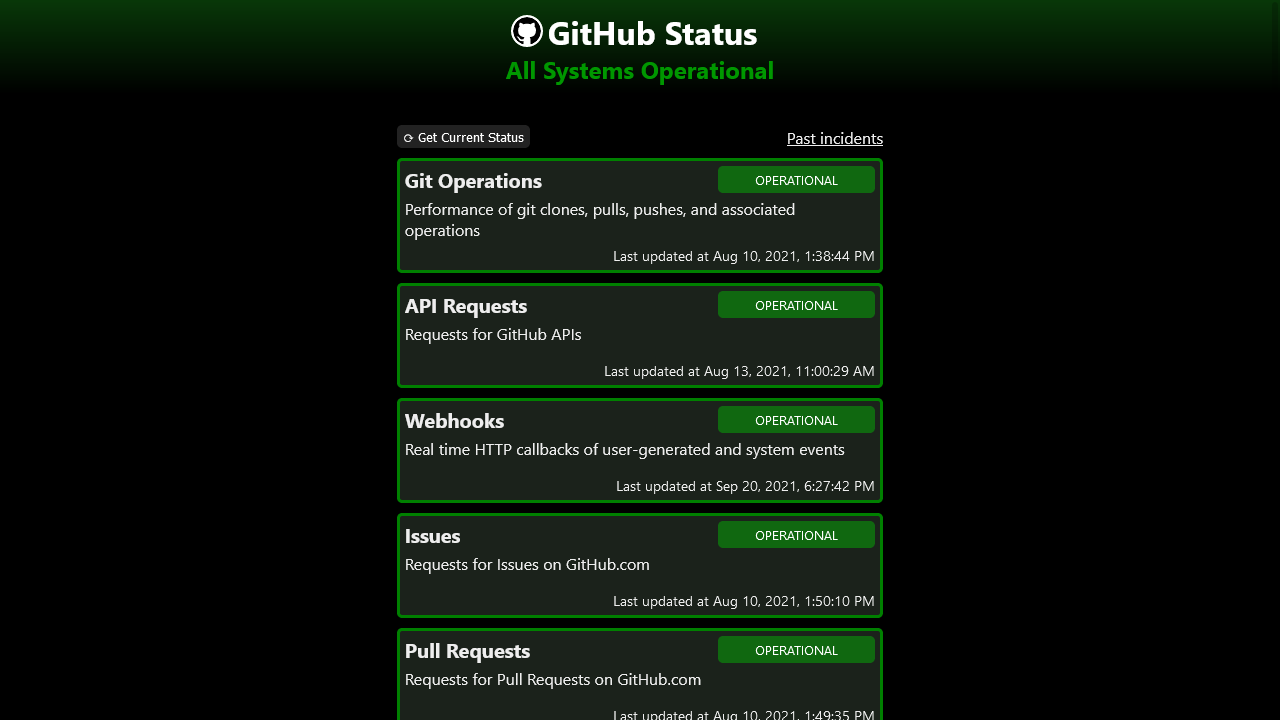 GitHub Status
All Systems Operational
⟳ Get Current Status
Past incidents
Git Operations
OPERATIONAL
Performance of git clones, pulls, pushes, and associated
operations
Last updated at Aug 10, 2021, 1:38:44 PM
API Requests
OPERATIONAL
Requests for GitHub APIs
Last updated at Aug 13, 2021, 11:00:29 AM
Webhooks
OPERATIONAL
Real time HTTP callbacks of user-generated and system events
Last updated at Sep 20, 2021, 6:27:42 PM
Issues
OPERATIONAL
Requests for Issues on GitHub.com
Last updated at Aug 10, 2021, 1:50:10 PM
Pull Requests
OPERATIONAL
Requests for Pull Requests on GitHub.com
Last updated at Aug 10, 2021, 1:49:35 PM